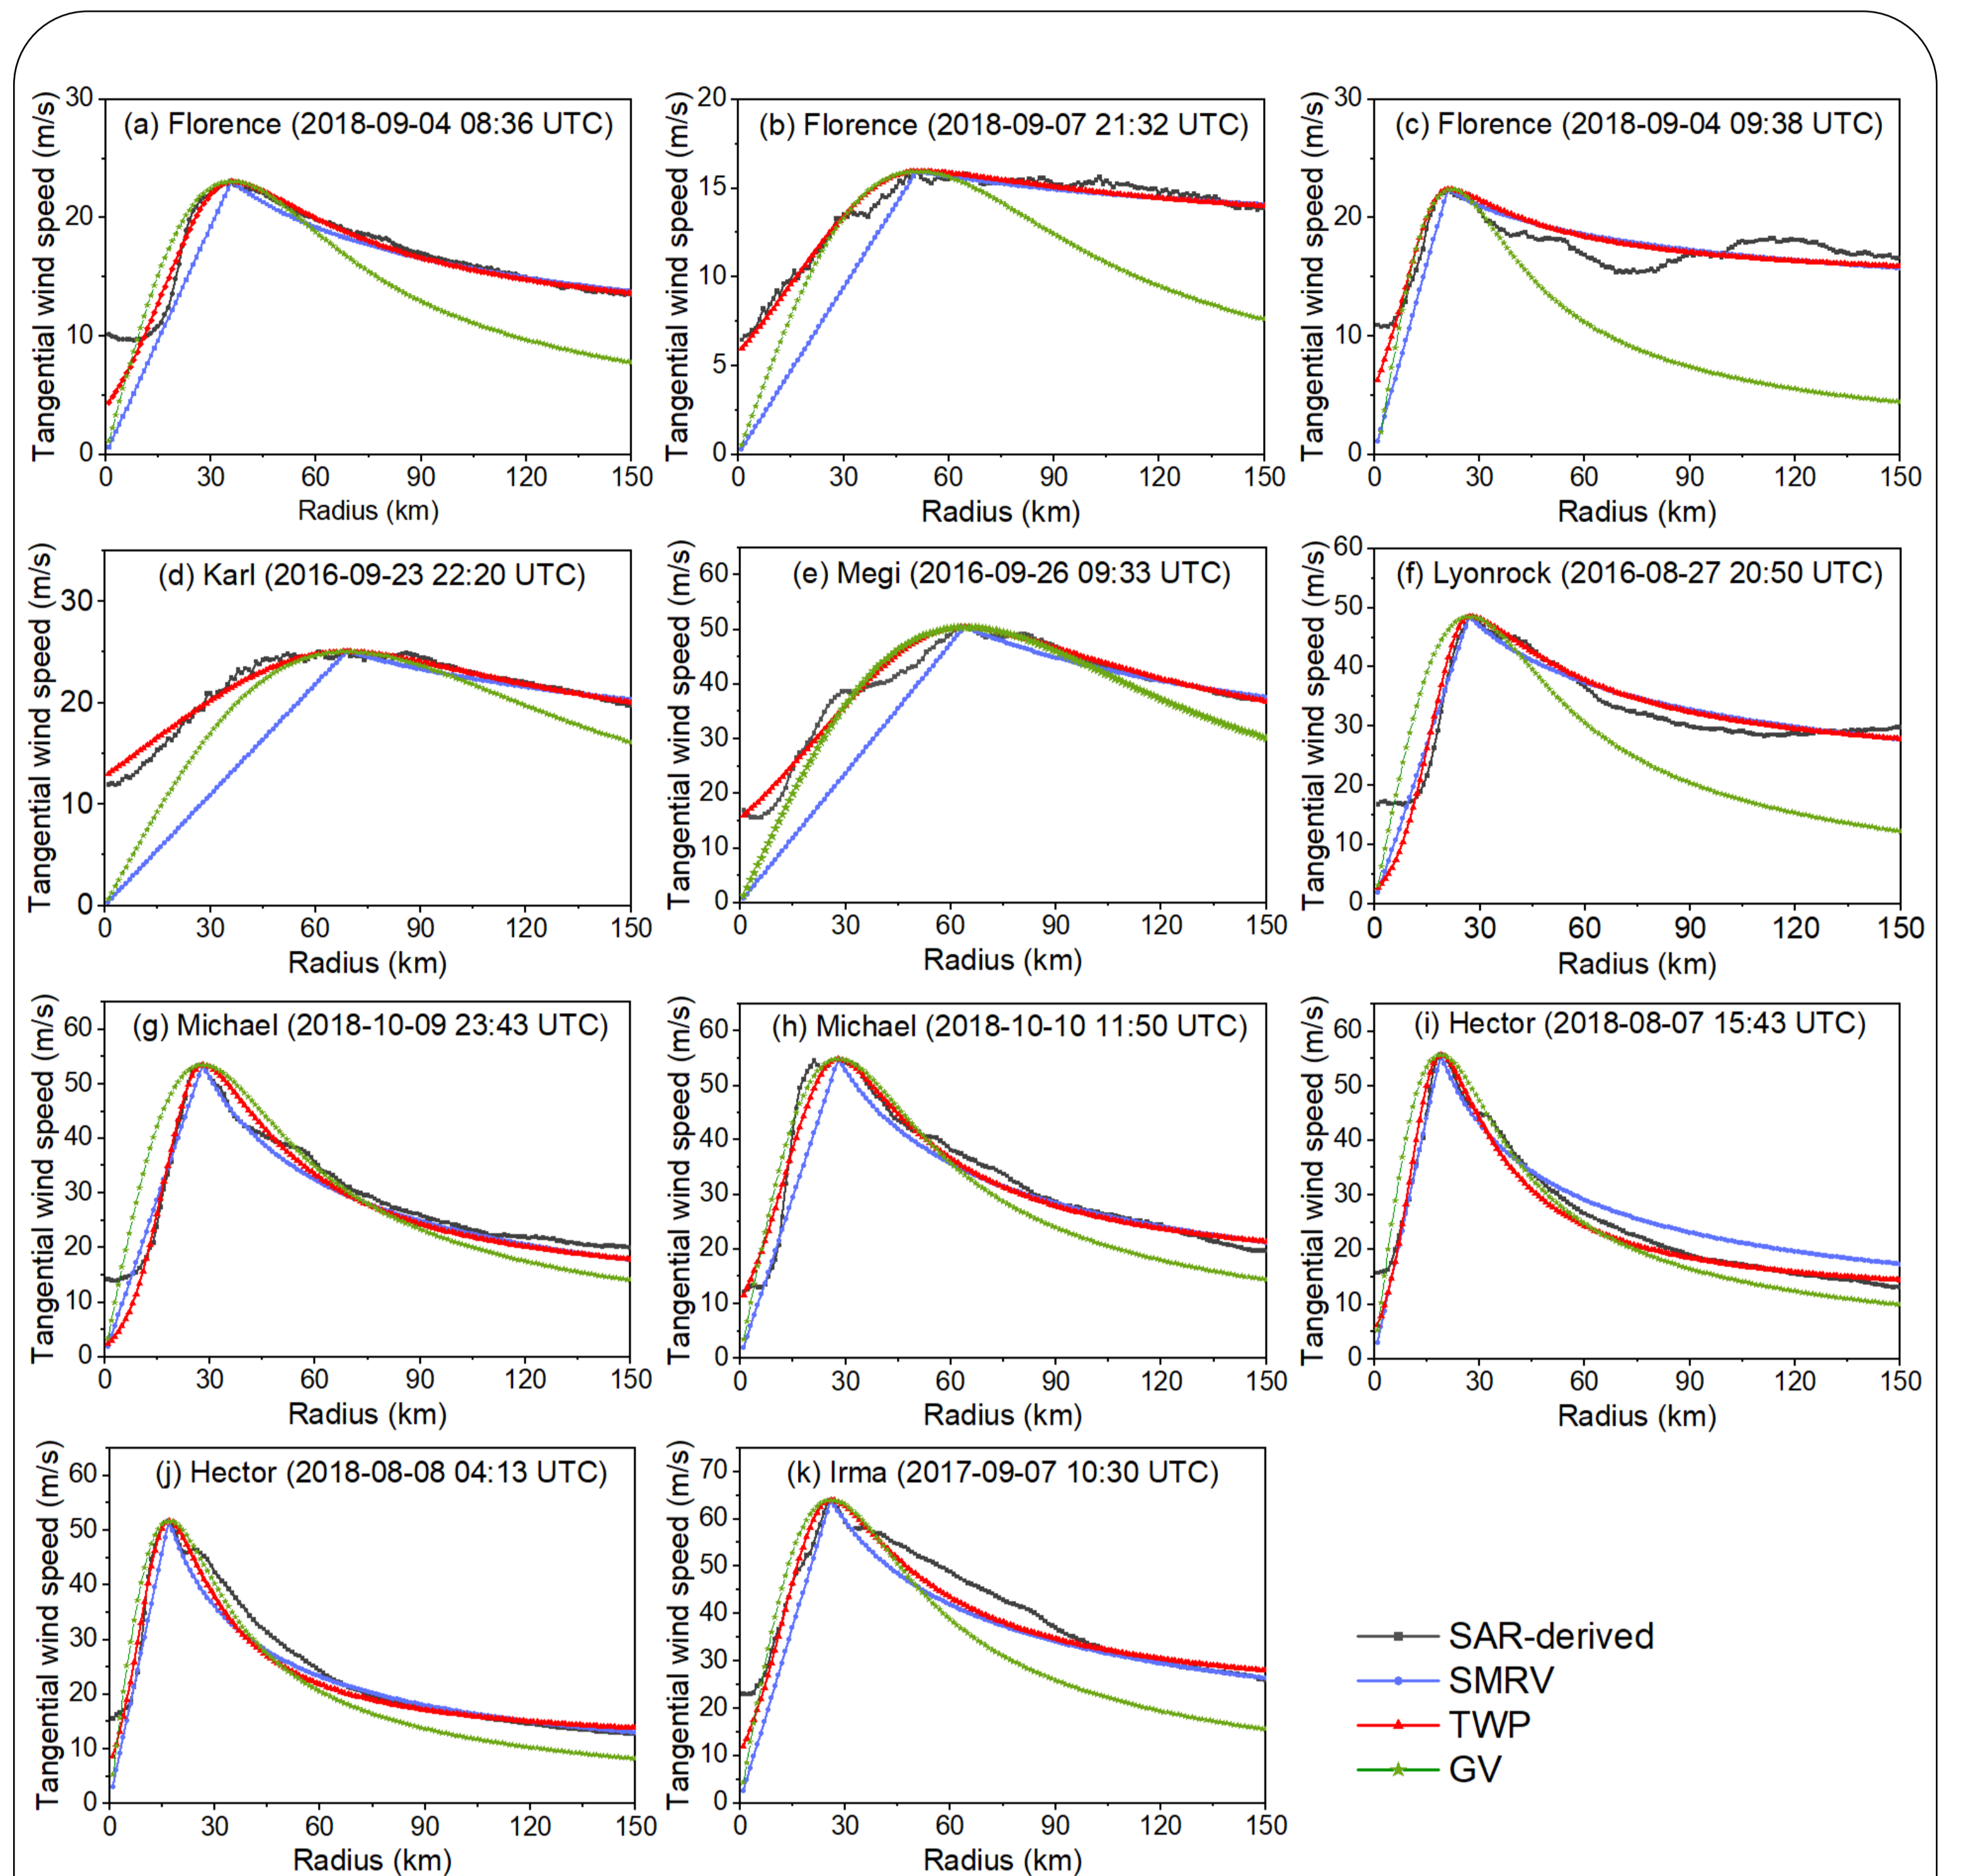 (a) Florence (2018-09-04 08:36 UTC)
Tangential wind speed (m/s)
30
20
10
0
0 30 60 90 120 150
Radius (km)
(b) Florence (2018-09-07 21:32 UTC)
Tangential wind speed (m/s)
20
15
10
5
0
0 30 60 90 120 150
Radius (km)
(c) Florence (2018-09-04 09:38 UTC)
Tangential wind speed (m/s)
30
20
10
0
0 30 60 90 120 150
Radius (km)
(d) Karl (2016-09-23 22:20 UTC)
Tangential wind speed (m/s)
30
20
10
0
0 30 60 90 120 150
Radius (km)
(e) Megi (2016-09-26 09:33 UTC)
Tangential wind speed (m/s)
60
50
40
30
20
10
0
0 30 60 90 120 150
Radius (km)
(f) Lyonrock (2016-08-27 20:50 UTC)
Tangential wind speed (m/s)
60
50
40
30
20
10
0
0 30 60 90 120 150
Radius (km)
(g) Michael (2018-10-09 23:43 UTC)
Tangential wind speed (m/s)
60
50
40
30
20
10
0
0 30 60 90 120 150
Radius (km)
(h) Michael (2018-10-10 11:50 UTC)
Tangential wind speed (m/s)
60
50
40
30
20
10
0
0 30 60 90 120 150
Radius (km)
(i) Hector (2018-08-07 15:43 UTC)
Tangential wind speed (m/s)
60
50
40
30
20
10
0
0 30 60 90 120 150
Radius (km)
(j) Hector (2018-08-08 04:13 UTC)
Tangential wind speed (m/s)
60
50
40
30
20
10
0
0 30 60 90 120 150
Radius (km)
(k) Irma (2017-09-07 10:30 UTC)
Tangential wind speed (m/s)
70
60
50
40
30
20
10
0
0 30 60 90 120 150
Radius (km)
SAR-derived
SMRV
TWP
GV